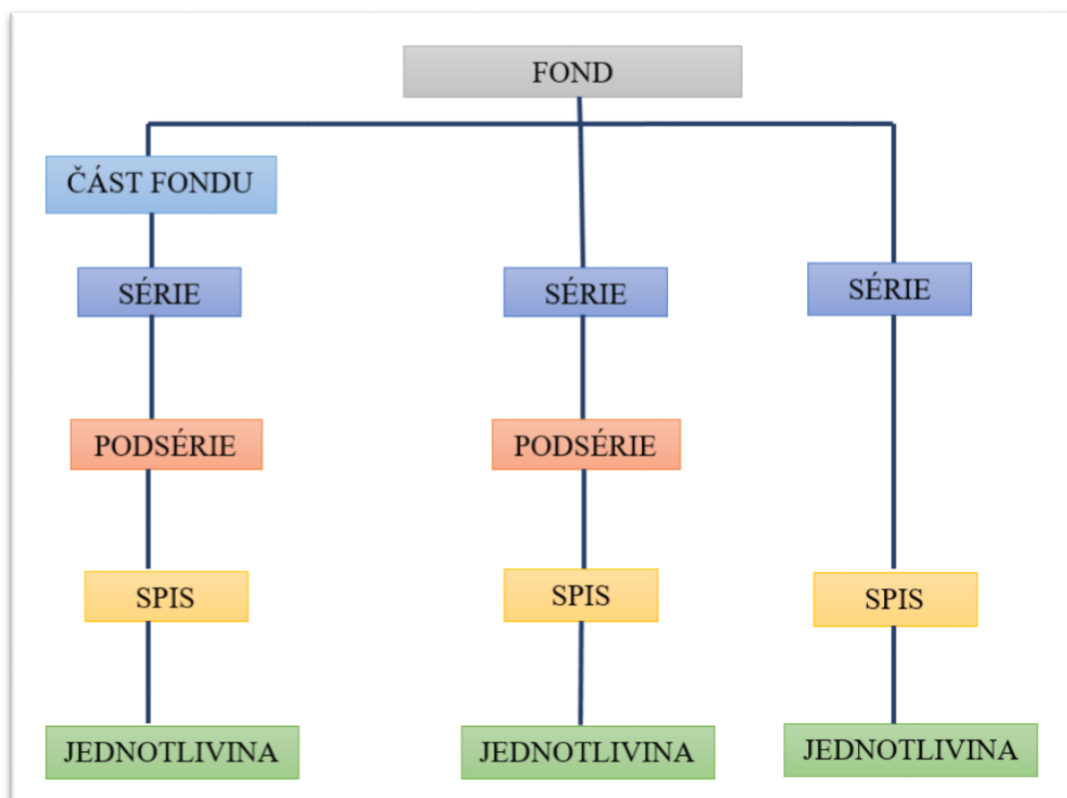 FOND
ČÁST FONDU
SÉRIE
SÉRIE
SÉRIE
PODSÉRIE
PODSÉRIE
SPIS
SPIS
SPIS
JEDNOTLIVINA
JEDNOTLIVINA
JEDNOTLIVINA